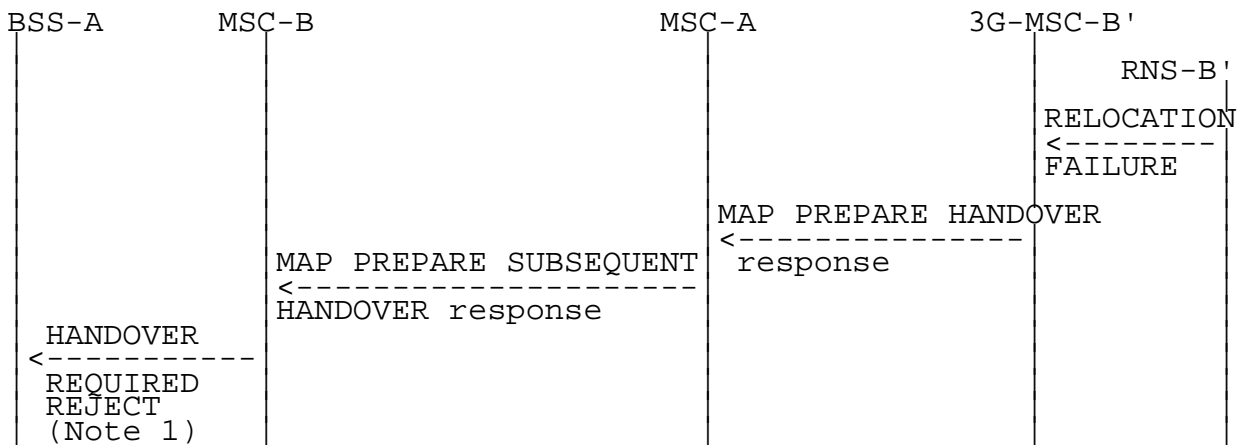 BSS-A MSC-B MSC-A 3G-MSC-B'
RNS-B'
RELOCATION
FAILURE
MAP PREPARE HANDOVER
response
MAP PREPARE SUBSEQUENT
HANDOVER response
HANDOVER
REQUIRED
REJECT
(Note 1)